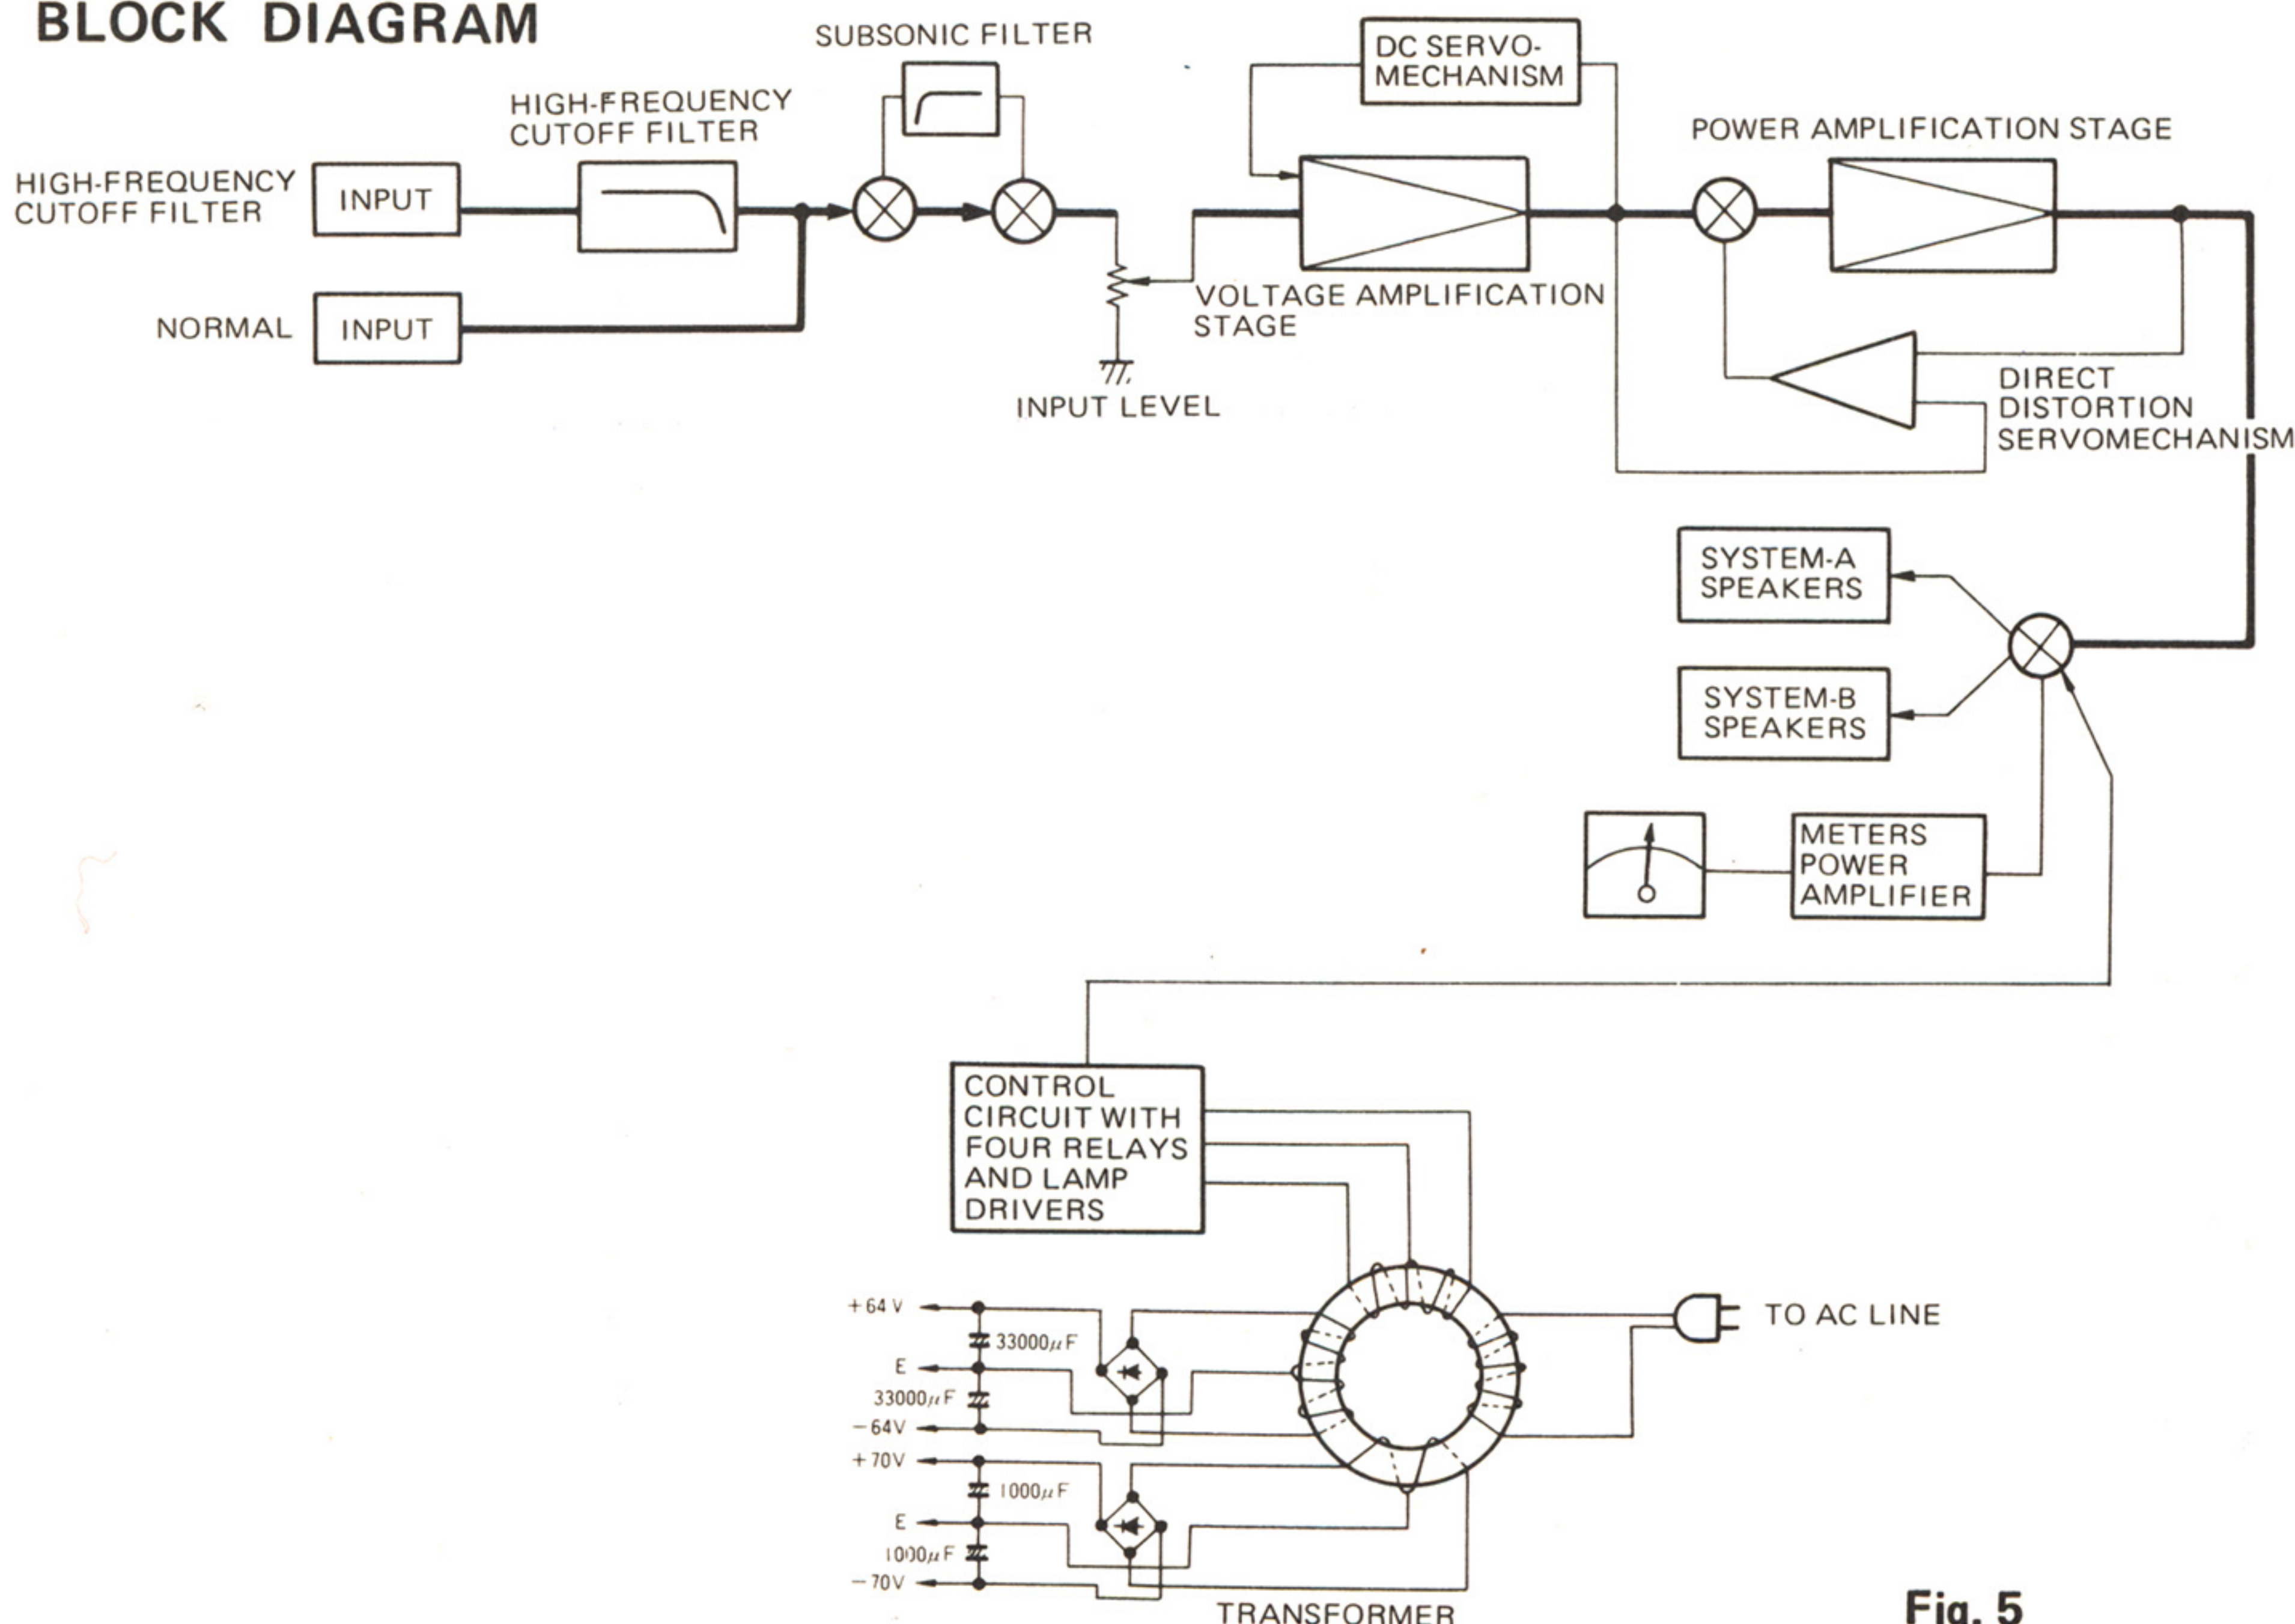 BLOCK DIAGRAM
SUBSONIC FILTER
DC SERVO-
MECHANISM
HIGH-FREQUENCY
CUTOFF FILTER
POWER AMPLIFICATION STAGE
HIGH-FREQUENCY
CUTOFF FILTER
INPUT
NORMAL
INPUT
VOLTAGE AMPLIFICATION
STAGE
INPUT LEVEL
DIRECT
DISTORTION
SERVOMECHANISM
SYSTEM-A
SPEAKERS
SYSTEM-B
SPEAKERS
METERS
POWER
AMPLIFIER
CONTROL
CIRCUIT WITH
FOUR RELAYS
AND LAMP
DRIVERS
+64 V
33000μF
E
33000μF
−64V
+70V
1000μF
E
1000μF
−70V
TO AC LINE
TRANSFORMER
Fig. 5